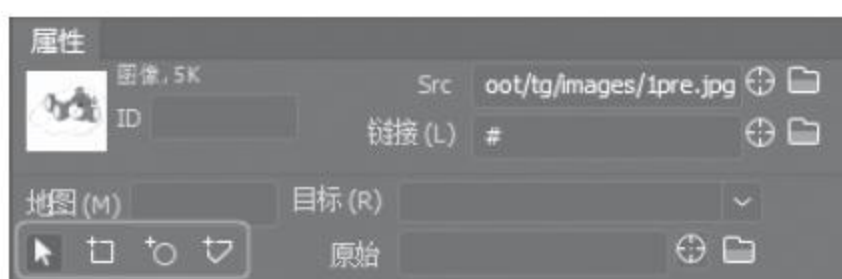 属性
图像, 5K
Src oot/tg/images/1pre.jpg
ID
链接(L) #
地图(M) 目标(R)
原始